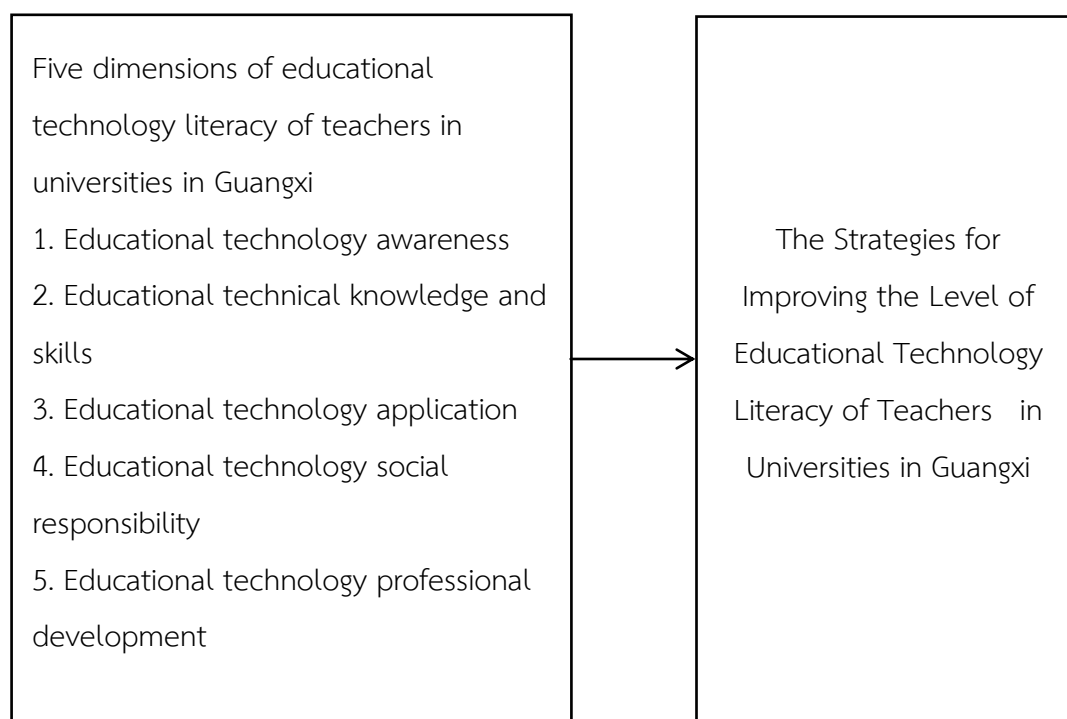 Five dimensions of educational
technology literacy of teachers in
universities in Guangxi
1. Educational technology awareness
2. Educational technical knowledge and
skills
3. Educational technology application
4. Educational technology social
responsibility
5. Educational technology professional
development
The Strategies for
Improving the Level of
Educational Technology
Literacy of Teachers in
Universities in Guangxi